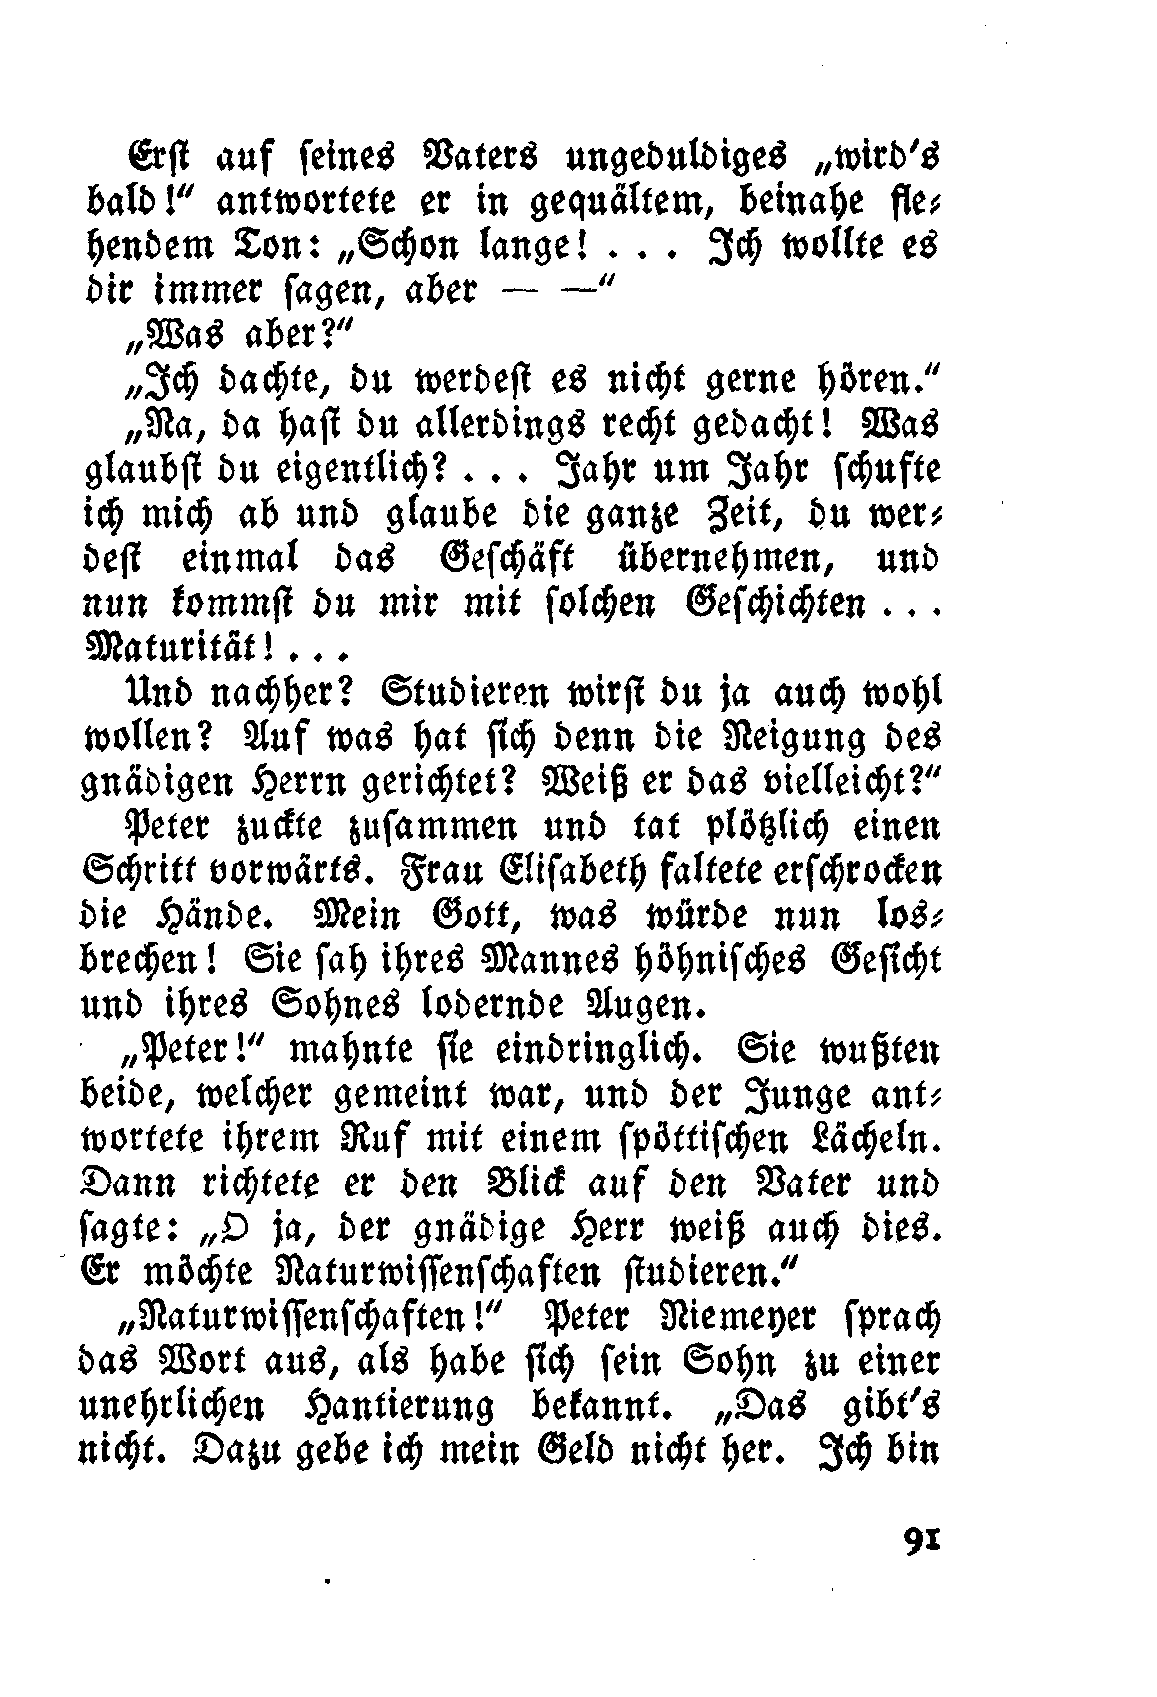 Erst auf seines Vaters ungeduldiges „wird's
bald!“ antwortete er in gequältem, beinahe fle-
hendem Ton: „Schon lange! . . . Ich wollte es
dir immer sagen, aber — —“
„Was aber?“
„Ich dachte, du werdest es nicht gerne hören.“
„Na, da hast du allerdings recht gedacht! Was
glaubst du eigentlich? . . . Jahr um Jahr schufte
ich mich ab und glaube die ganze Zeit, du wer-
dest einmal das Geschäft übernehmen, und
nun kommst du mir mit solchen Geschichten . . .
Maturität! . . .
Und nachher? Studieren wirst du ja auch wohl
wollen? Auf was hat sich denn die Neigung des
gnädigen Herrn gerichtet? Weiß er das vielleicht?“
Peter zuckte zusammen und tat plötzlich einen
Schritt vorwärts. Frau Elisabeth faltete erschrocken
die Hände. Mein Gott, was würde nun los-
brechen! Sie sah ihres Mannes höhnisches Gesicht
und ihres Sohnes lodernde Augen.
„Peter!“ mahnte sie eindringlich. Sie wußten
beide, welcher gemeint war, und der Junge ant-
wortete ihrem Ruf mit einem spöttischen Lächeln.
Dann richtete er den Blick auf den Vater und
sagte: „O ja, der gnädige Herr weiß auch dies.
Er möchte Naturwissenschaften studieren.“
„Naturwissenschaften!“ Peter Niemeyer sprach
das Wort aus, als habe sich sein Sohn zu einer
unehrlichen Hantierung bekannt. „Das gibt's
nicht. Dazu gebe ich mein Geld nicht her. Ich bin
91